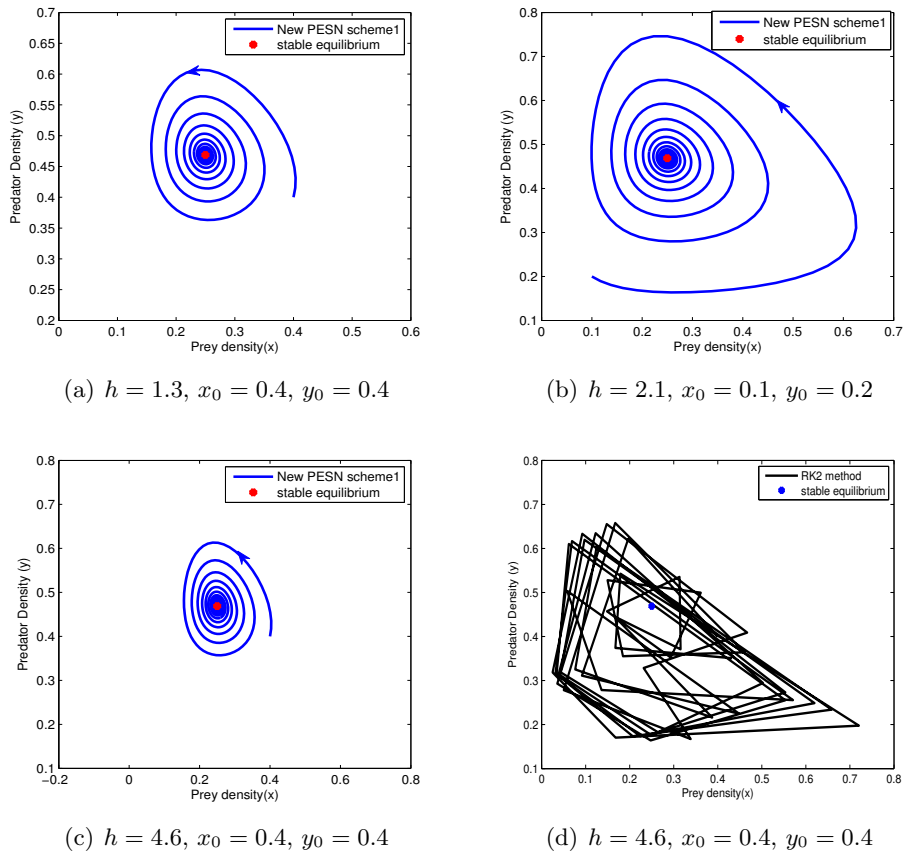 New PESN scheme1
stable equilibrium
0.7
0.65
0.6
0.55
0.5
0.45
0.4
0.35
0.3
0.25
0.2
Predator Density (y)
0 0.1 0.2 0.3 0.4 0.5 0.6
Prey density(x)
(a) h = 1.3, x₀ = 0.4, y₀ = 0.4
New PESN scheme1
stable equilibrium
0.8
0.7
0.6
0.5
0.4
0.3
0.2
0.1
Predator Density (y)
0 0.1 0.2 0.3 0.4 0.5 0.6 0.7
Prey density(x)
(b) h = 2.1, x₀ = 0.1, y₀ = 0.2
New PESN scheme1
stable equilibrium
0.8
0.7
0.6
0.5
0.4
0.3
0.2
0.1
Predator Density (y)
−0.2 0 0.2 0.4 0.6 0.8
Prey density(x)
(c) h = 4.6, x₀ = 0.4, y₀ = 0.4
RK2 method
stable equilibrium
0.8
0.7
0.6
0.5
0.4
0.3
0.2
0.1
Predator Density (y)
0 0.1 0.2 0.3 0.4 0.5 0.6 0.7 0.8
Prey density(x)
(d) h = 4.6, x₀ = 0.4, y₀ = 0.4